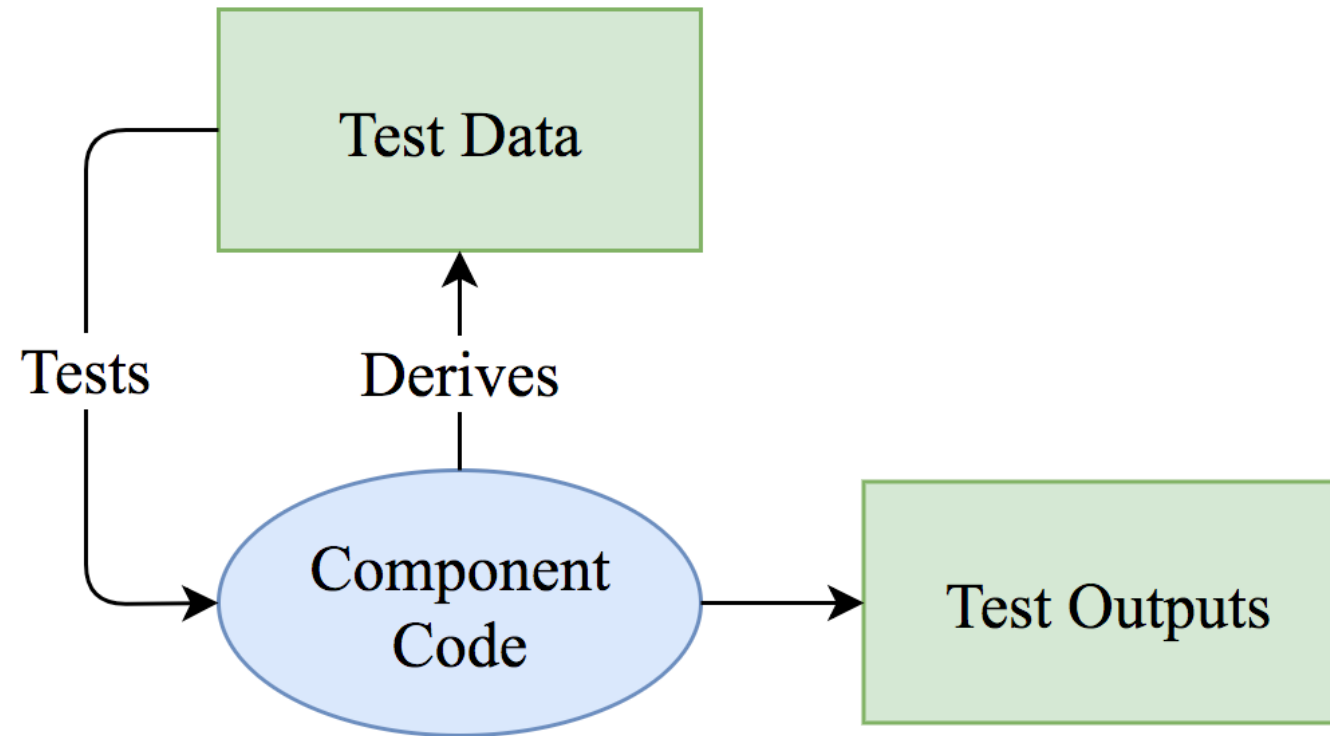 Test Data
Tests
Derives
Component
Code
Test Outputs